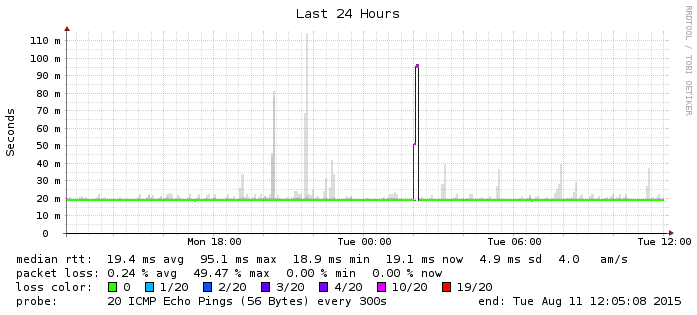 Last 24 Hours
RRDTOOL / TOBI OETIKER
Seconds
110 m
100 m
90 m
80 m
70 m
60 m
50 m
40 m
30 m
20 m
10 m
0
Mon 18:00 Tue 00:00 Tue 06:00 Tue 12:00
median rtt: 19.4 ms avg 95.1 ms max 18.9 ms min 19.1 ms now 4.9 ms sd 4.0 am/s
packet loss: 0.24 % avg 49.47 % max 0.00 % min 0.00 % now
loss color: 0 1/20 2/20 3/20 4/20 10/20 19/20
probe: 20 ICMP Echo Pings (56 Bytes) every 300s end: Tue Aug 11 12:05:08 2015